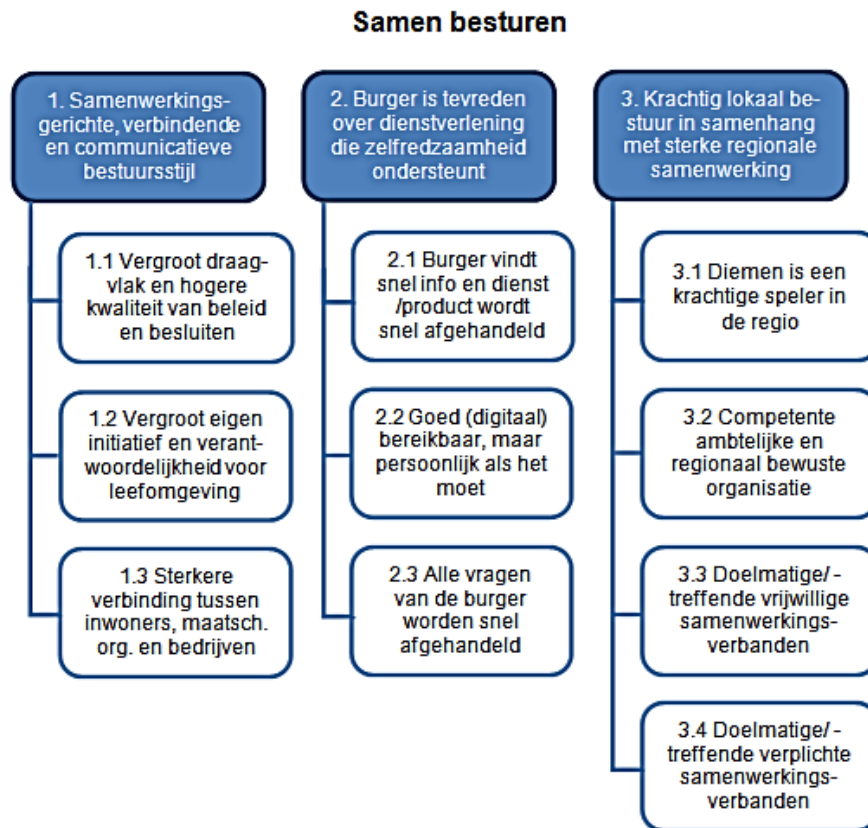 Samen besturen
1. Samenwerkings-
gerichte, verbindende
en communicatieve
bestuursstijl
1.1 Vergroot draag-
vlak en hogere
kwaliteit van beleid
en besluiten
1.2 Vergroot eigen
initiatief en verant-
woordelijkheid voor
leefomgeving
1.3 Sterkere
verbinding tussen
inwoners, maatsch.
org. en bedrijven
2. Burger is tevreden
over dienstverlening
die zelfredzaamheid
ondersteunt
2.1 Burger vindt
snel info en dienst
/product wordt
snel afgehandeld
2.2 Goed (digitaal)
bereikbaar, maar
persoonlijk als het
moet
2.3 Alle vragen
van de burger
worden snel
afgehandeld
3. Krachtig lokaal be-
stuur in samenhang
met sterke regionale
samenwerking
3.1 Diemen is een
krachtige speler in
de regio
3.2 Competente
ambtelijke en
regionaal bewuste
organisatie
3.3 Doelmatige/ -
treffende vrijwillige
samenwerkings-
verbanden
3.4 Doelmatige/ -
treffende verplichte
samenwerkings-
verbanden